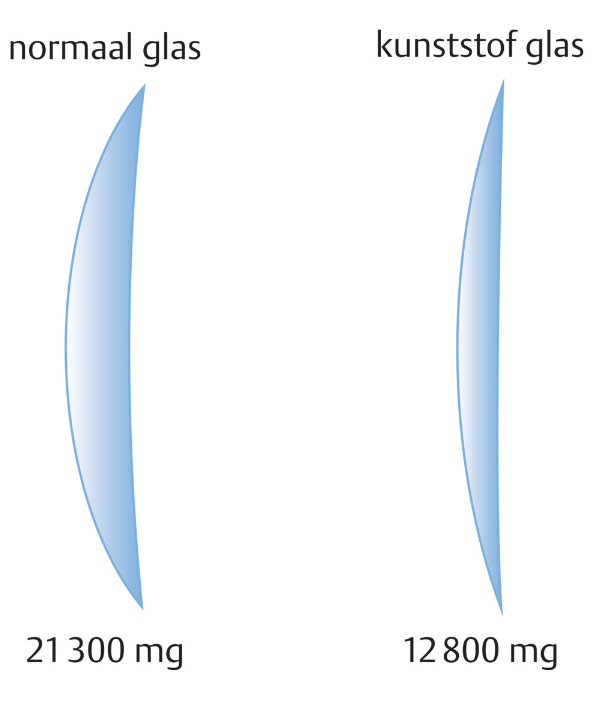 normaal glas
kunststof glas
21 300 mg
12 800 mg